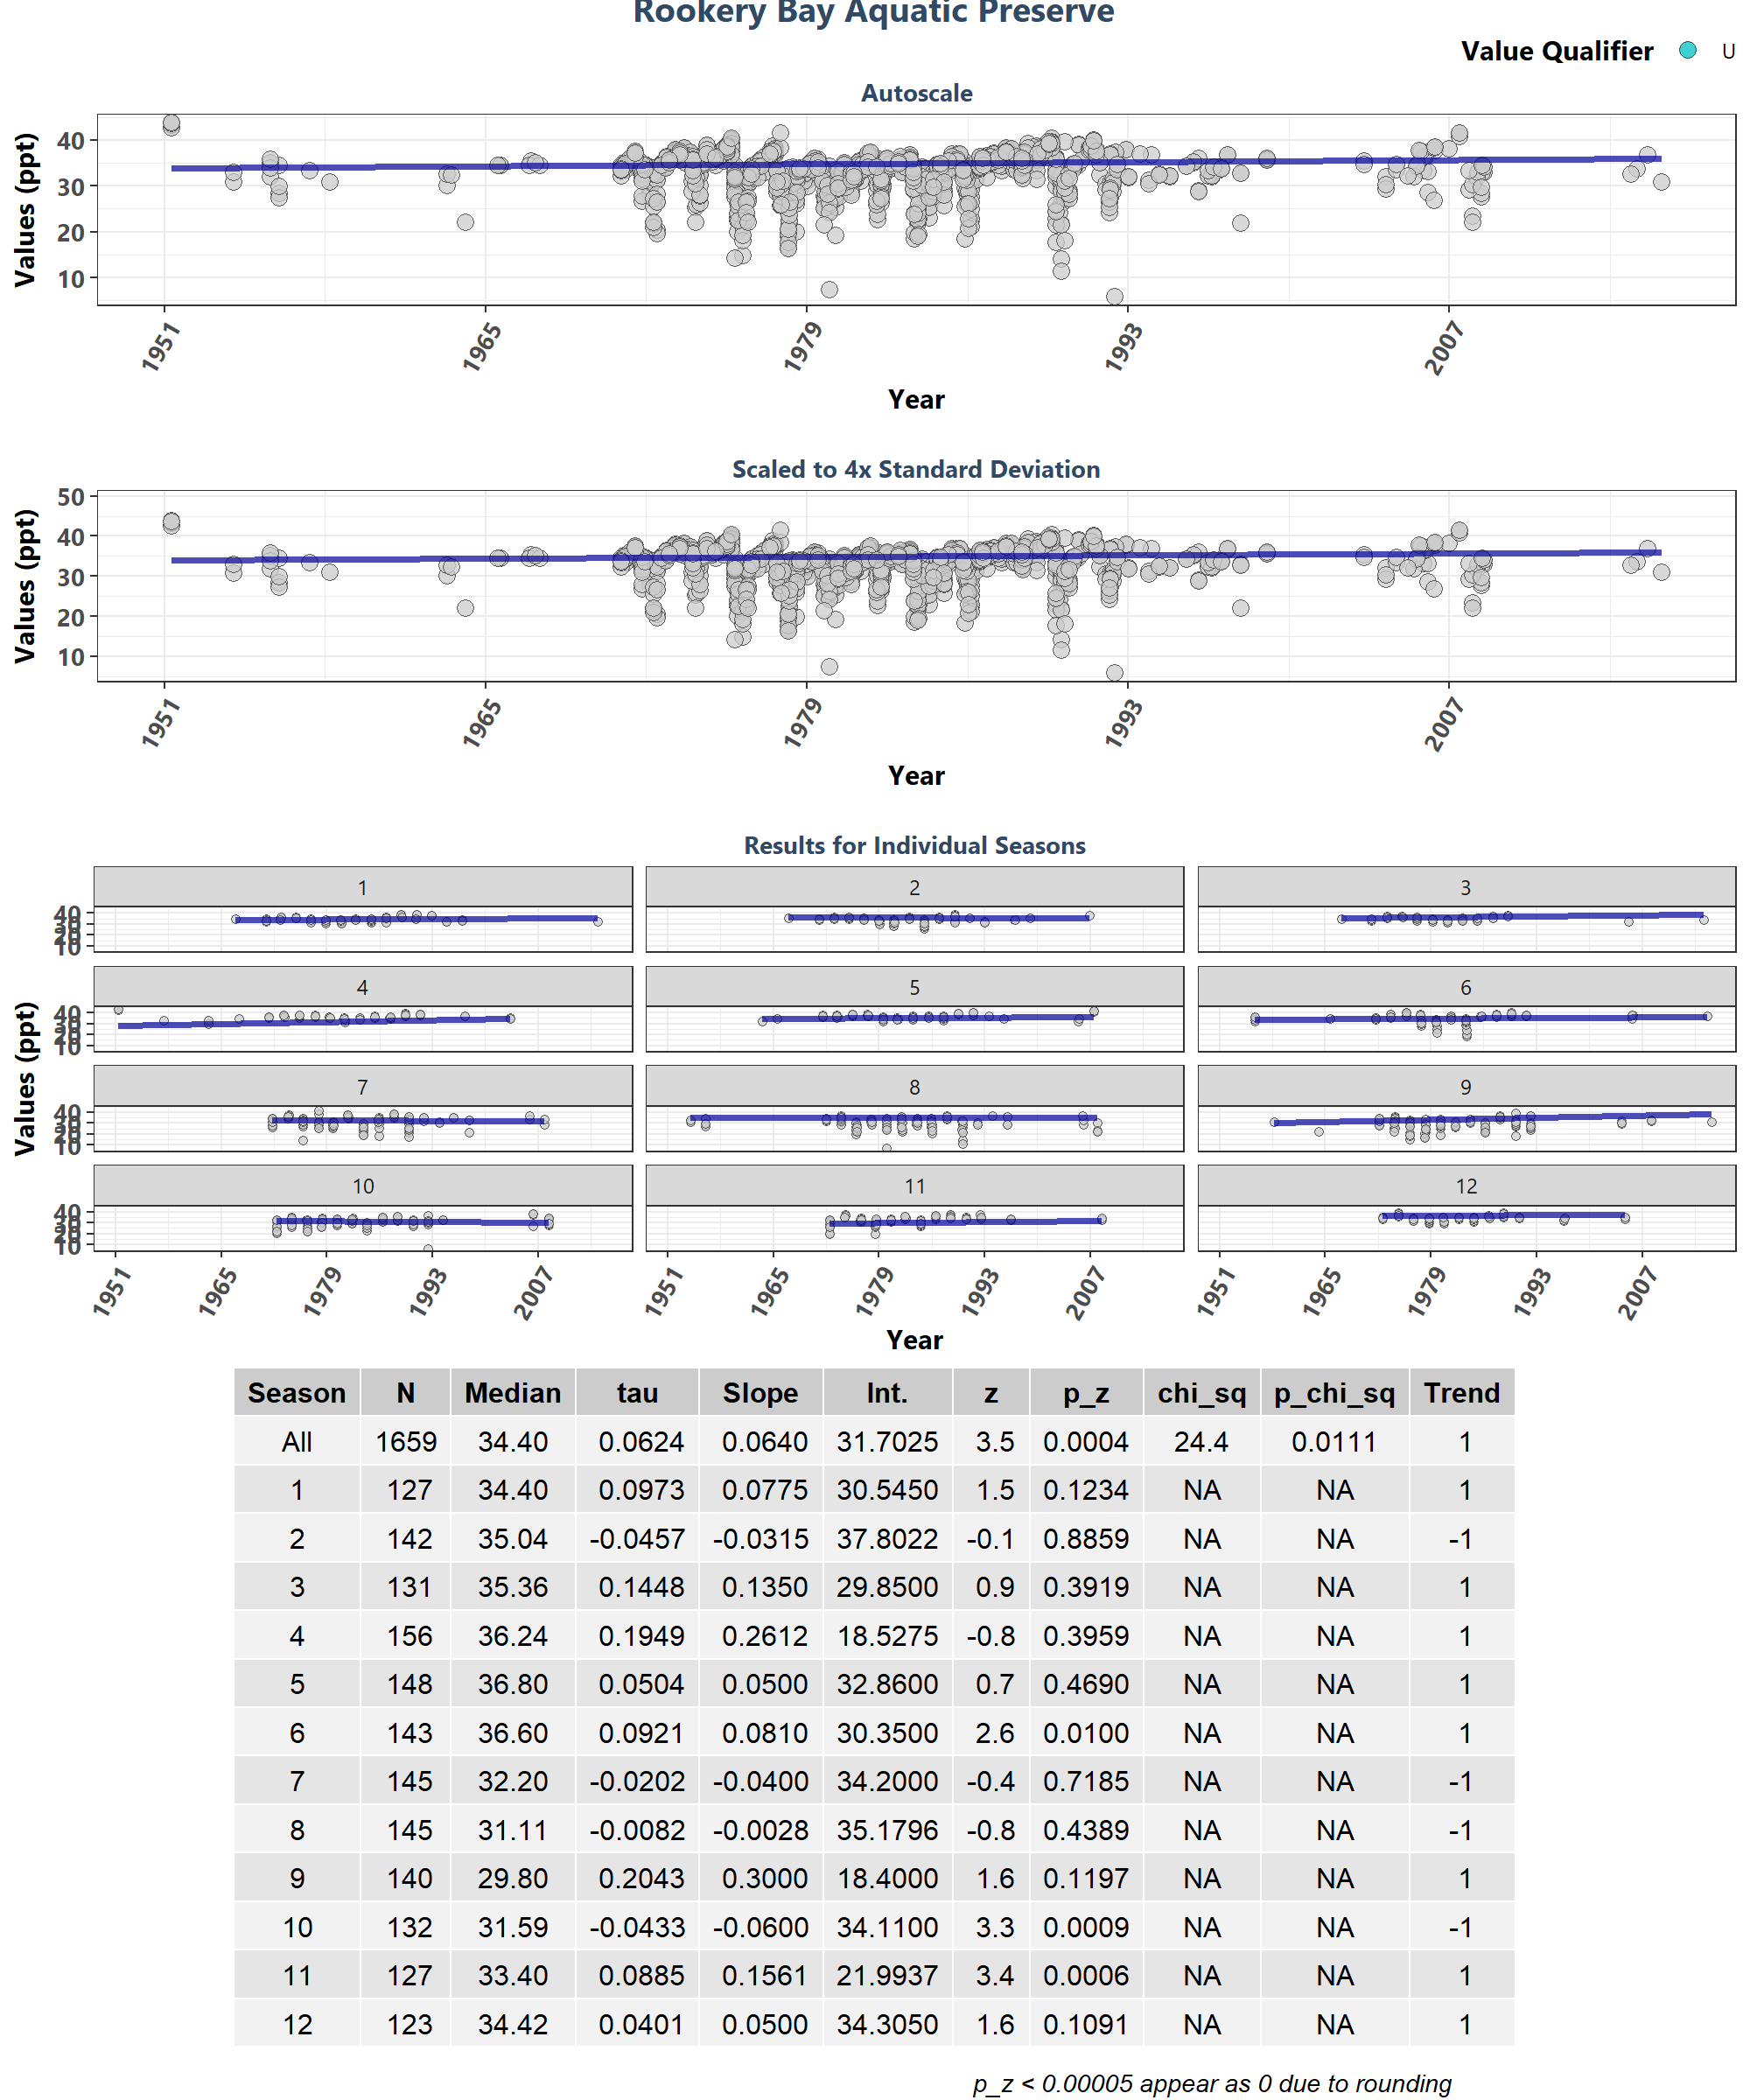 Rookery Bay Aquatic Preserve
Value Qualifier U
Autoscale
Values (ppt)
40
30
20
10
1951 1965 1979 1993 2007
Year
Scaled to 4x Standard Deviation
Values (ppt)
50
40
30
20
10
1951 1965 1979 1993 2007
Year
Results for Individual Seasons
Values (ppt)
1 2 3
40
30
20
10
4 5 6
40
30
20
10
7 8 9
40
30
20
10
10 11 12
40
30
20
10
1951 1965 1979 1993 2007 1951 1965 1979 1993 2007 1951 1965 1979 1993 2007
Year
Season N Median tau Slope Int. z p_z chi_sq p_chi_sq Trend
All 1659 34.40 0.0624 0.0640 31.7025 3.5 0.0004 24.4 0.0111 1
1 127 34.40 0.0973 0.0775 30.5450 1.5 0.1234 NA NA 1
2 142 35.04 -0.0457 -0.0315 37.8022 -0.1 0.8859 NA NA -1
3 131 35.36 0.1448 0.1350 29.8500 0.9 0.3919 NA NA 1
4 156 36.24 0.1949 0.2612 18.5275 -0.8 0.3959 NA NA 1
5 148 36.80 0.0504 0.0500 32.8600 0.7 0.4690 NA NA 1
6 143 36.60 0.0921 0.0810 30.3500 2.6 0.0100 NA NA 1
7 145 32.20 -0.0202 -0.0400 34.2000 -0.4 0.7185 NA NA -1
8 145 31.11 -0.0082 -0.0028 35.1796 -0.8 0.4389 NA NA -1
9 140 29.80 0.2043 0.3000 18.4000 1.6 0.1197 NA NA 1
10 132 31.59 -0.0433 -0.0600 34.1100 3.3 0.0009 NA NA -1
11 127 33.40 0.0885 0.1561 21.9937 3.4 0.0006 NA NA 1
12 123 34.42 0.0401 0.0500 34.3050 1.6 0.1091 NA NA 1
p_z < 0.00005 appear as 0 due to rounding